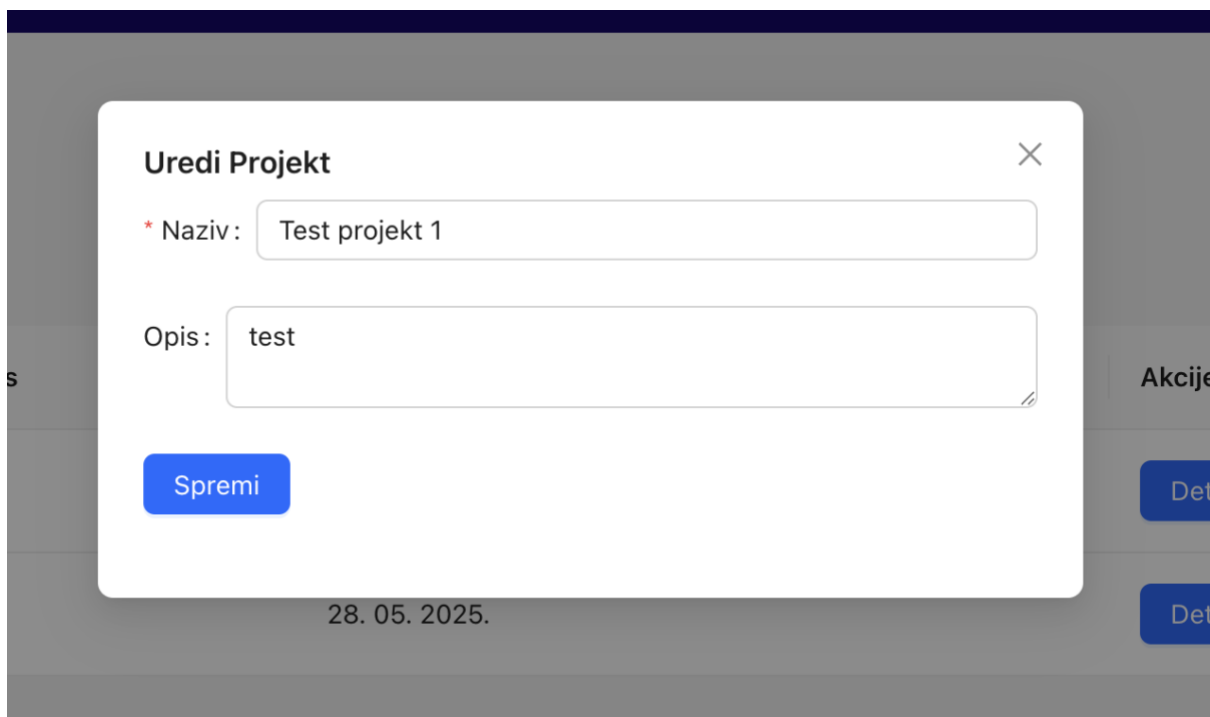 Uredi Projekt
* Naziv: Test projekt 1
Opis: test
s
Akcije
Spremi
Det
28. 05. 2025.
Det